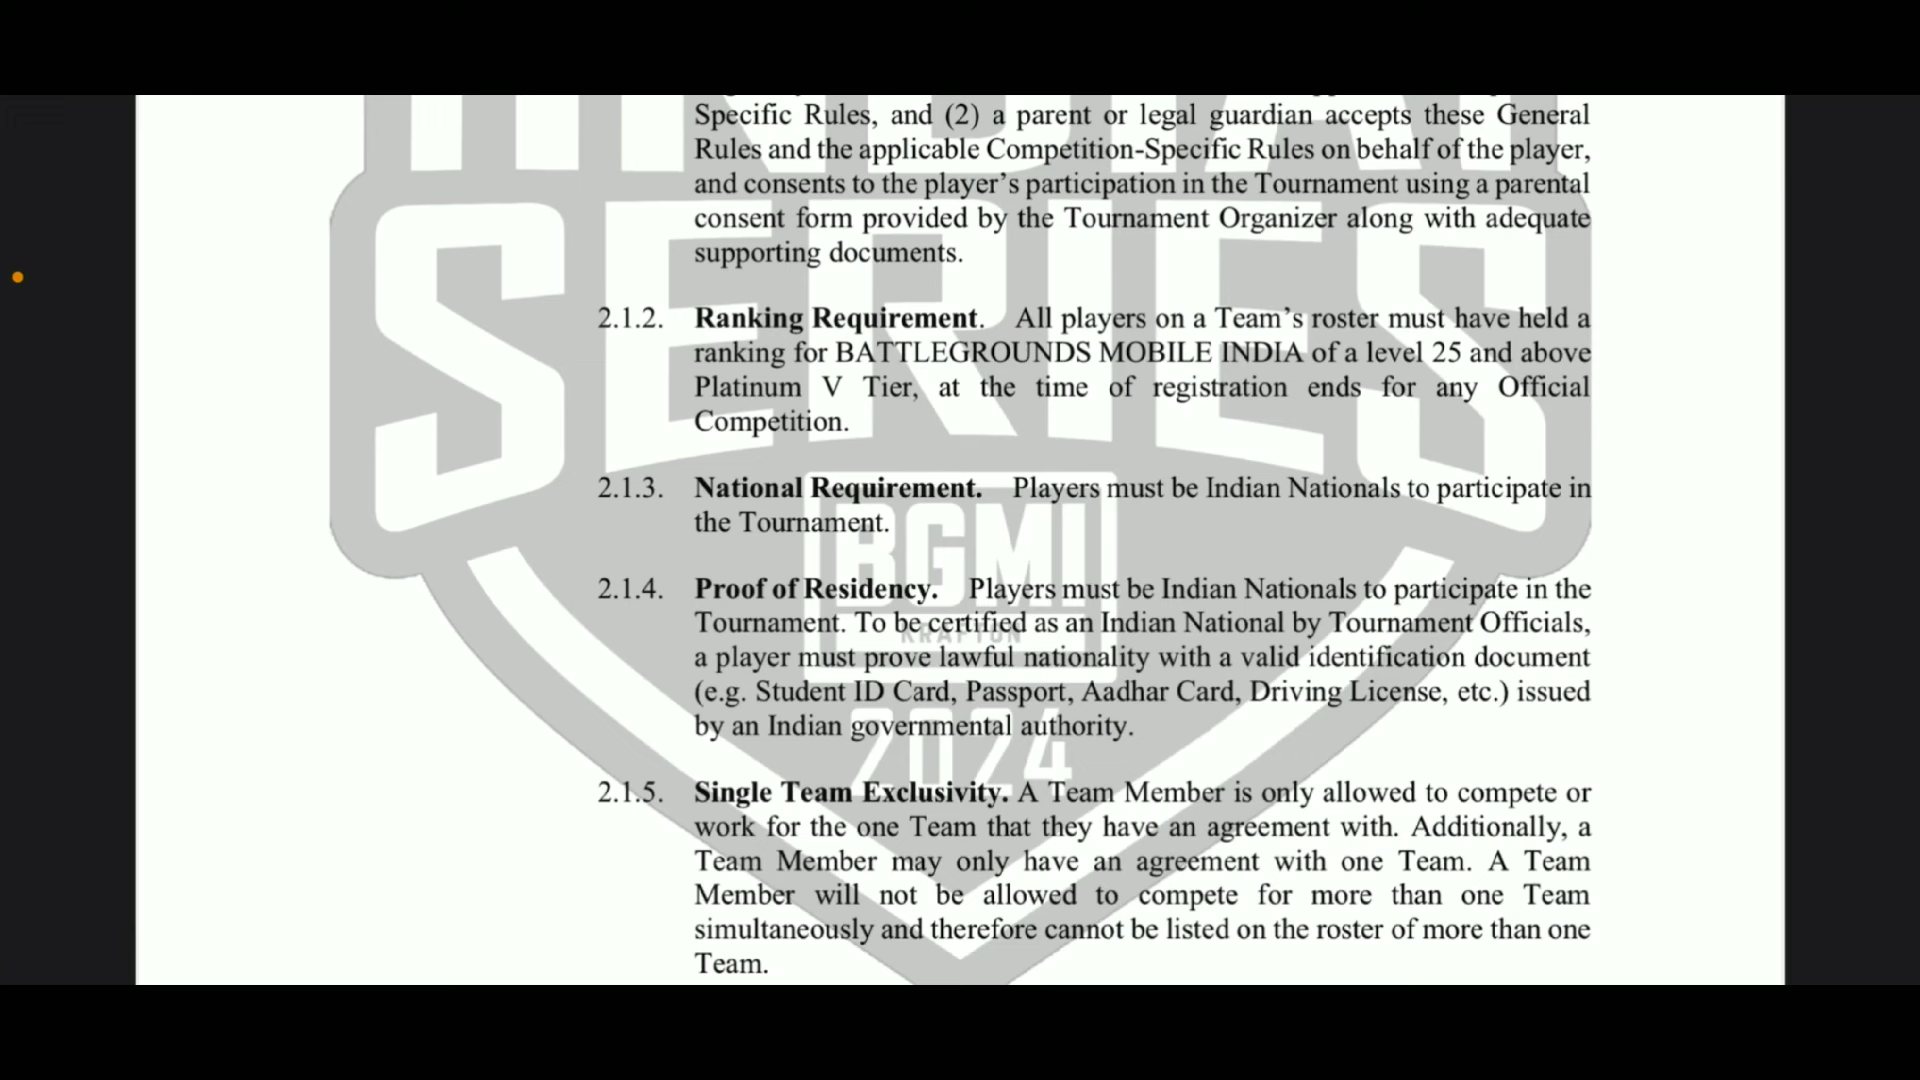 Specific Rules, and (2) a parent or legal guardian accepts these General
Rules and the applicable Competition-Specific Rules on behalf of the player,
and consents to the player's participation in the Tournament using a parental
consent form provided by the Tournament Organizer along with adequate
supporting documents.
2.1.2. Ranking Requirement. All players on a Team's roster must have held a
ranking for BATTLEGROUNDS MOBILE INDIA of a level 25 and above
Platinum V Tier, at the time of registration ends for any Official
Competition.
2.1.3. National Requirement. Players must be Indian Nationals to participate in
the Tournament.
2.1.4. Proof of Residency. Players must be Indian Nationals to participate in the
Tournament. To be certified as an Indian National by Tournament Officials,
a player must prove lawful nationality with a valid identification document
(e.g. Student ID Card, Passport, Aadhar Card, Driving License, etc.) issued
by an Indian governmental authority.
2.1.5. Single Team Exclusivity. A Team Member is only allowed to compete or
work for the one Team that they have an agreement with. Additionally, a
Team Member may only have an agreement with one Team. A Team
Member will not be allowed to compete for more than one Team
simultaneously and therefore cannot be listed on the roster of more than one
Team.
SERIES
BGMI
KRAFTON
2024